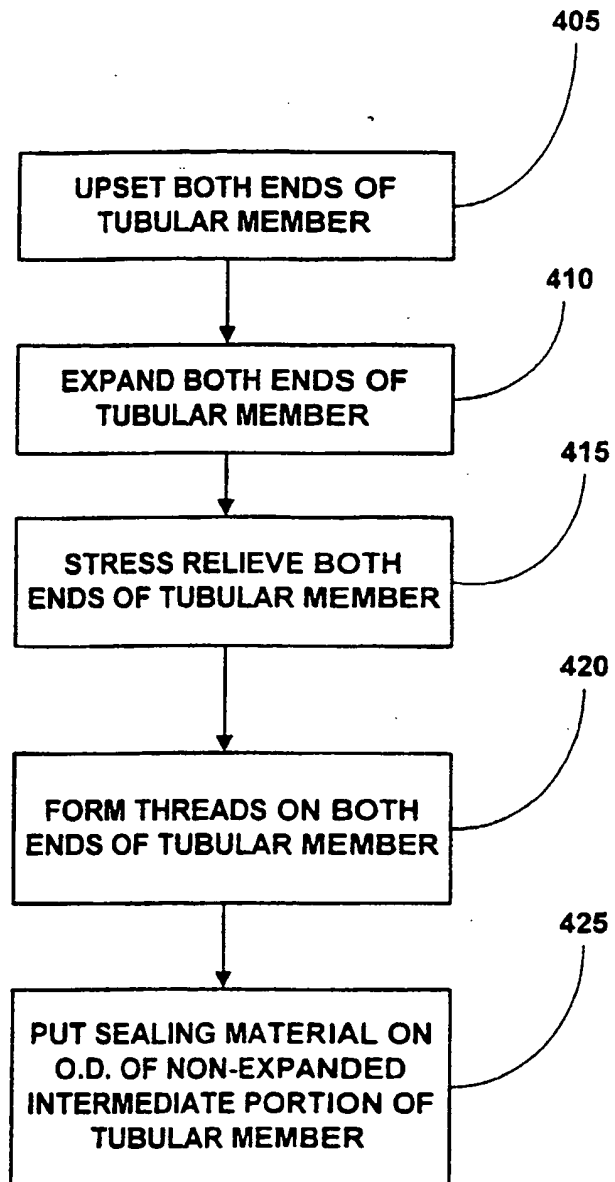 405
UPSET BOTH ENDS OF
TUBULAR MEMBER
410
EXPAND BOTH ENDS OF
TUBULAR MEMBER
415
STRESS RELIEVE BOTH
ENDS OF TUBULAR MEMBER
420
FORM THREADS ON BOTH
ENDS OF TUBULAR MEMBER
425
PUT SEALING MATERIAL ON
O.D. OF NON-EXPANDED
INTERMEDIATE PORTION OF
TUBULAR MEMBER